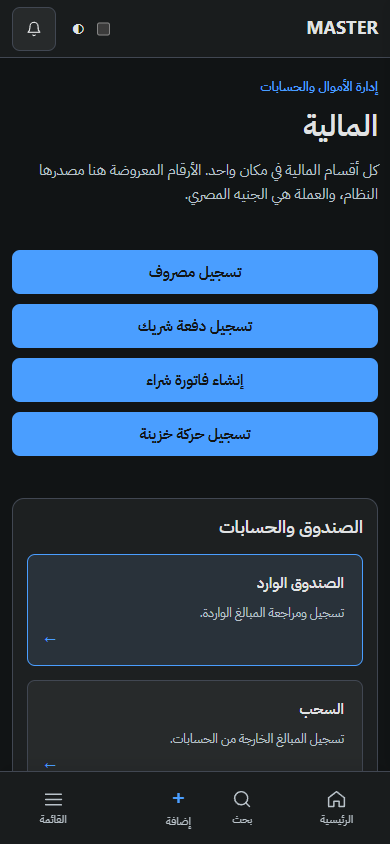 MASTER
إدارة الأموال والحسابات
المالية
كل أقسام المالية في مكان واحد. الأرقام المعروضة هنا مصدرها
النظام، والعملة هي الجنيه المصري.
تسجيل مصروف
تسجيل دفعة شريك
إنشاء فاتورة شراء
تسجيل حركة خزينة
الصندوق والحسابات
الصندوق الوارد
تسجيل ومراجعة المبالغ الواردة.
السحب
تسجيل المبالغ الخارجة من الحسابات.
الرئيسية
بحث
إضافة
القائمة